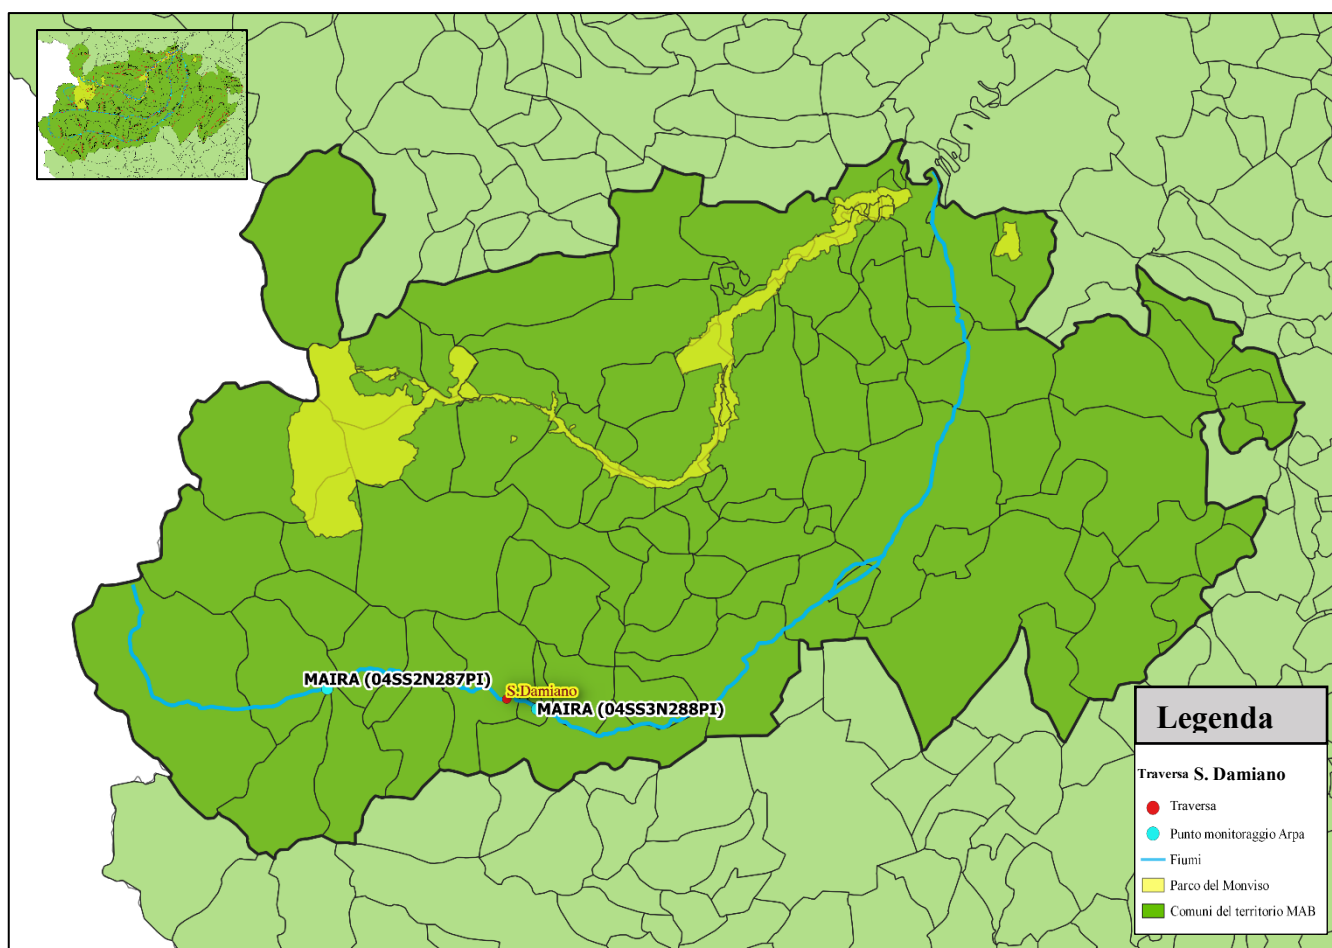 MAIRA (04SS2N287PI)
S.Damiano
MAIRA (04SS3N288PI)
Legenda
Traversa S. Damiano
Traversa
Punto monitoraggio Arpa
Fiumi
Parco del Monviso
Comuni del territorio MAB